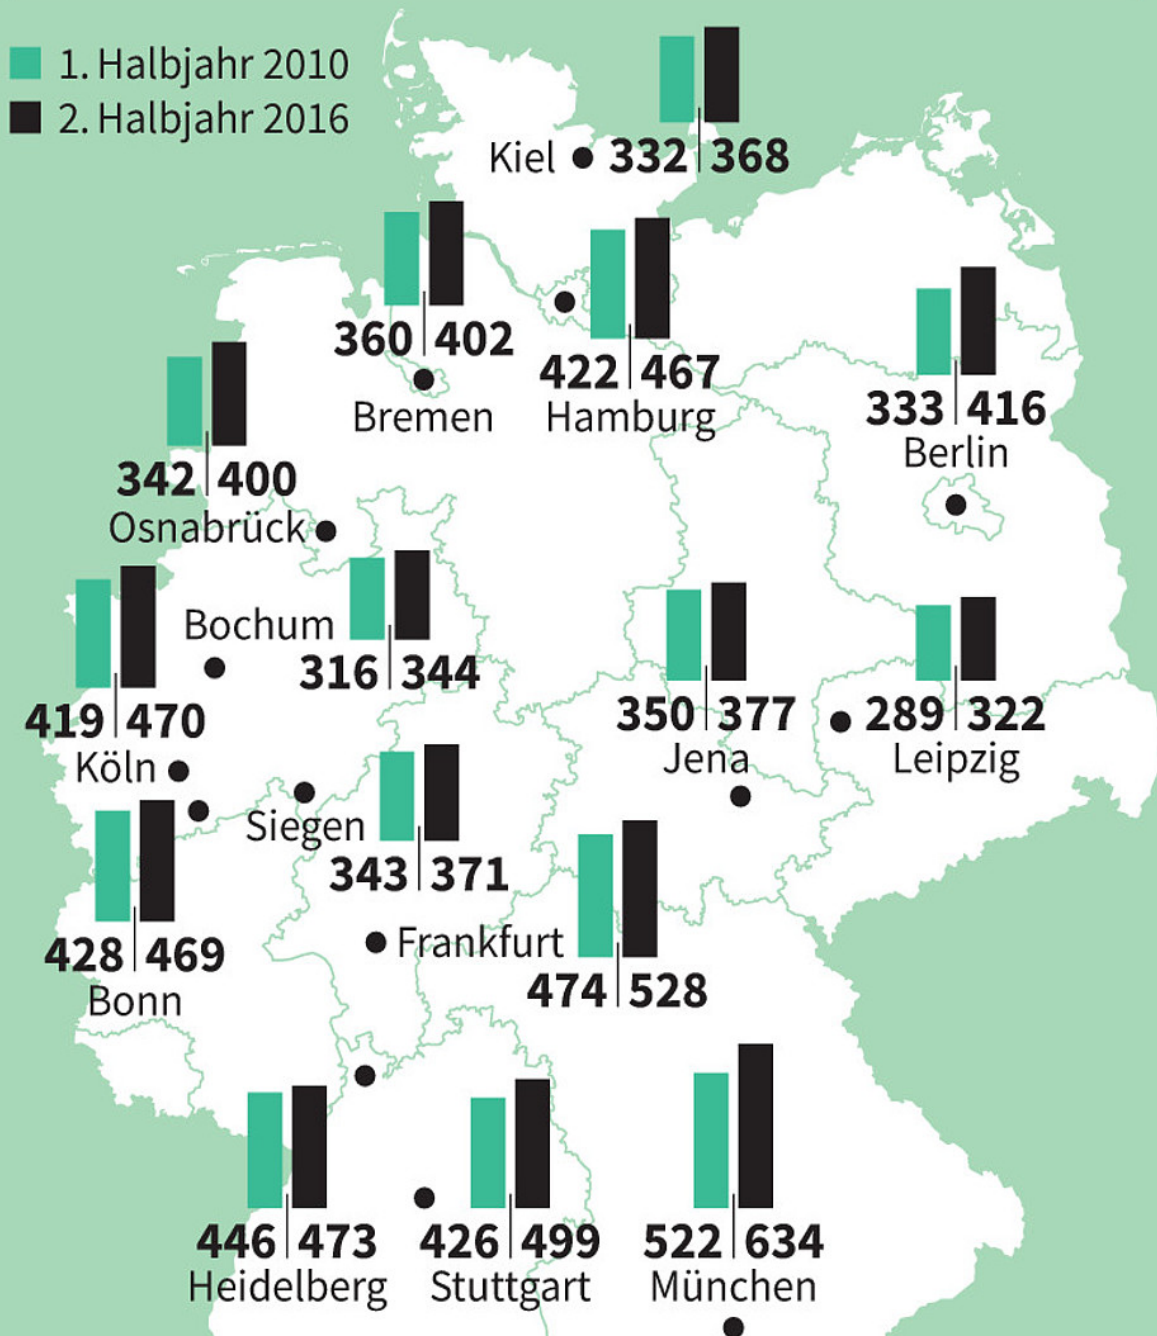 1. Halbjahr 2010
2. Halbjahr 2016
Kiel 332 368
360 402
Bremen
422 467
Hamburg
333 416
Berlin
342 400
Osnabrück
Bochum
316 344
419 470
Köln
350 377
Jena
289 322
Leipzig
Siegen
343 371
428 469
Bonn
Frankfurt
474 528
446 473
Heidelberg
426 499
Stuttgart
522 634
München